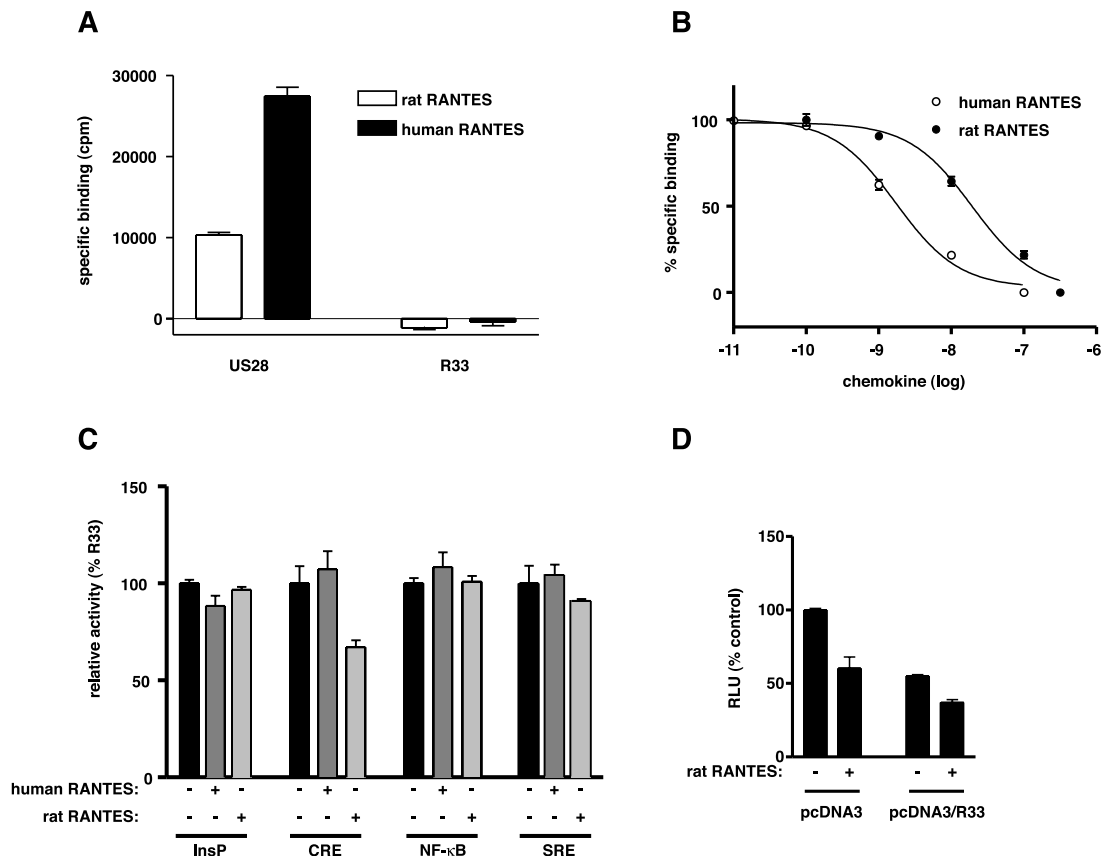 A
30000
20000
10000
0
specific binding (cpm)
rat RANTES
human RANTES
US28
R33
B
100
50
0
% specific binding
human RANTES
rat RANTES
-11
-10
-9
-8
-7
-6
chemokine (log)
C
150
100
50
0
relative activity (% R33)
human RANTES: - + - - + - - + - - + -
rat RANTES: - - + - - + - - + - - +
InsP
CRE
NF-κB
SRE
D
150
100
50
0
RLU (% control)
rat RANTES: - + - +
pcDNA3
pcDNA3/R33